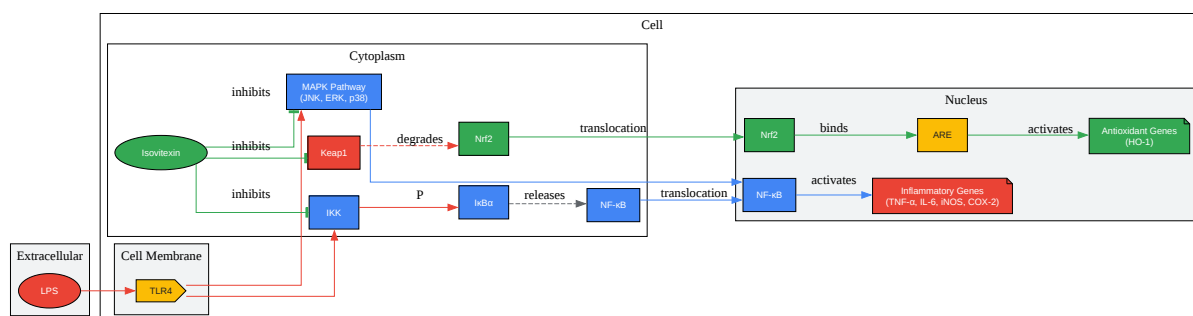 Cell
Cytoplasm
inhibits
MAPK Pathway
(JNK, ERK, p38)
Isovitexin
inhibits
Keap1
degrades
Nrf2
translocation
inhibits
IKK
P
IκBα
releases
NF-κB
translocation
Nucleus
Nrf2
binds
ARE
activates
Antioxidant Genes
(HO-1)
NF-κB
activates
Inflammatory Genes
(TNF-α, IL-6, iNOS, COX-2)
Extracellular
LPS
Cell Membrane
TLR4